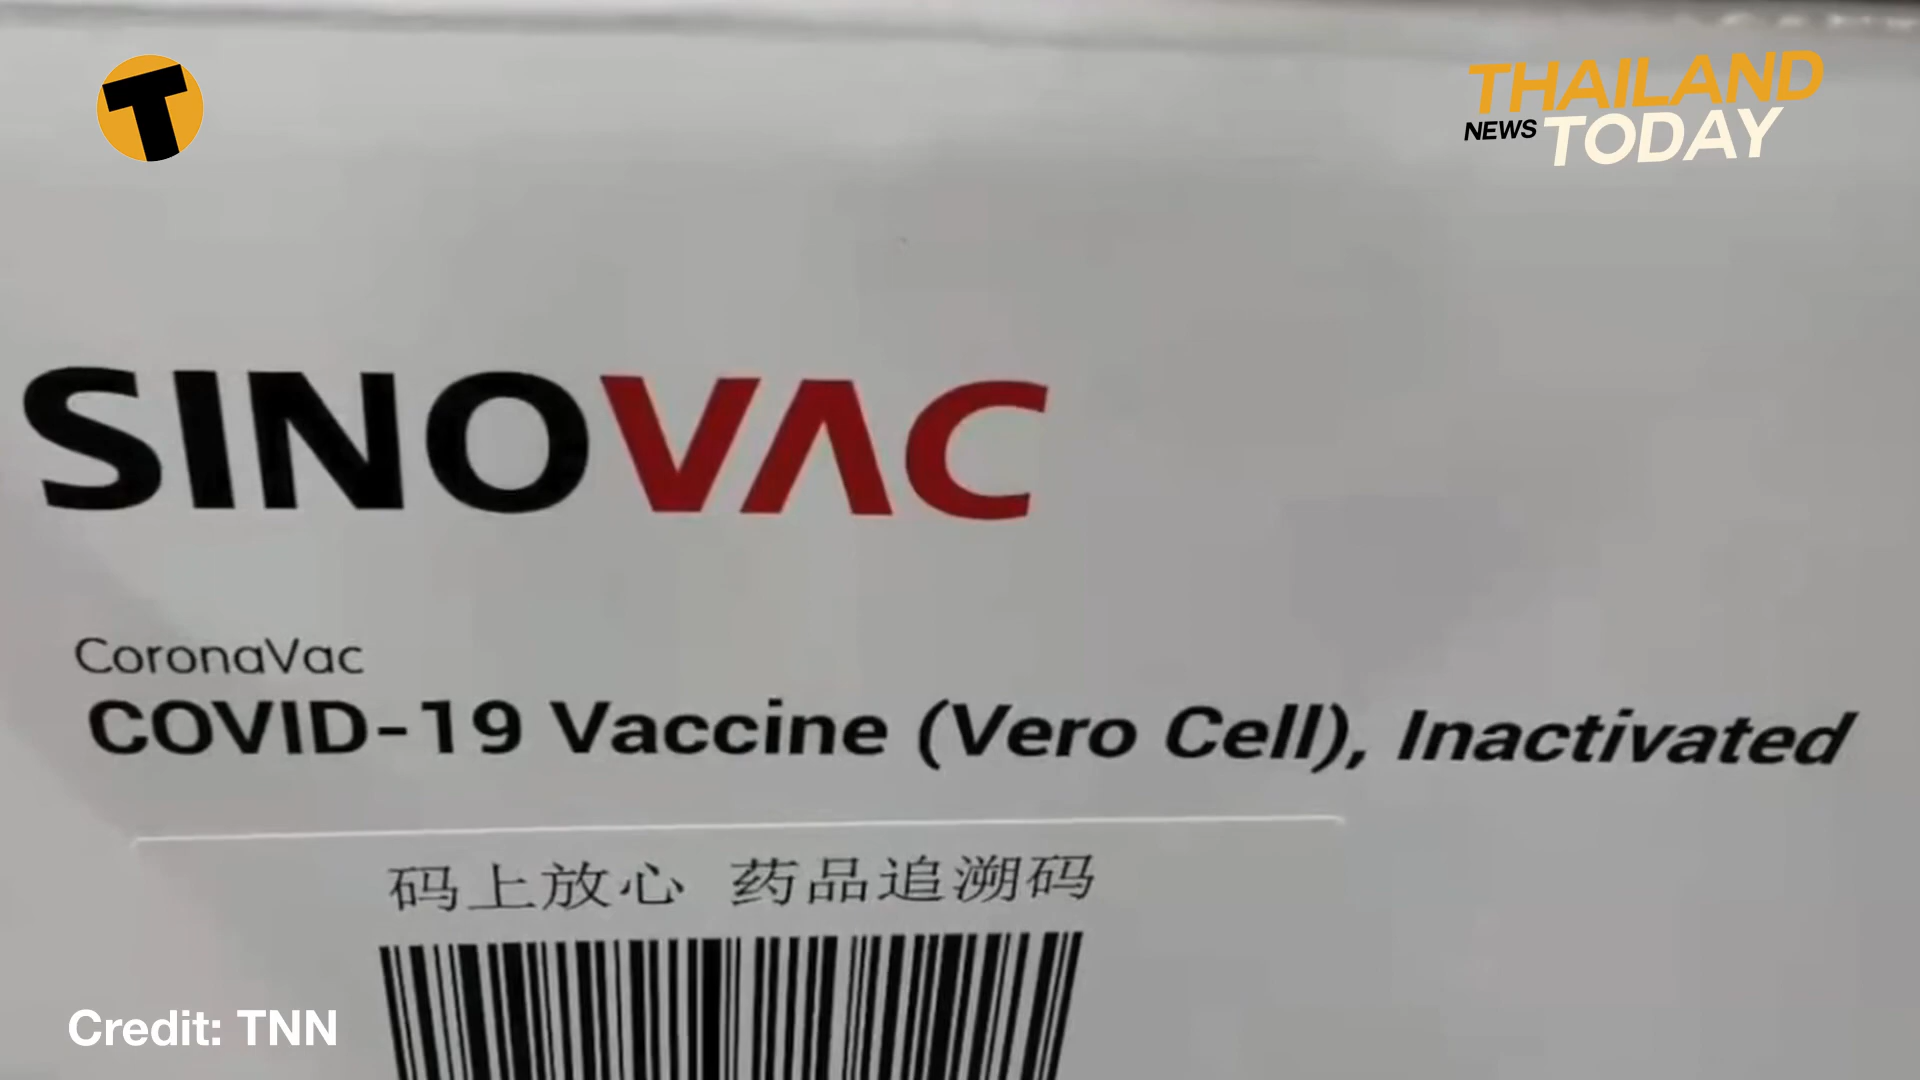 T
THAILAND
NEWS TODAY
SINOVAC
CoronaVac
COVID-19 Vaccine (Vero Cell), Inactivated
码上放心 药品追溯码
Credit: TNN